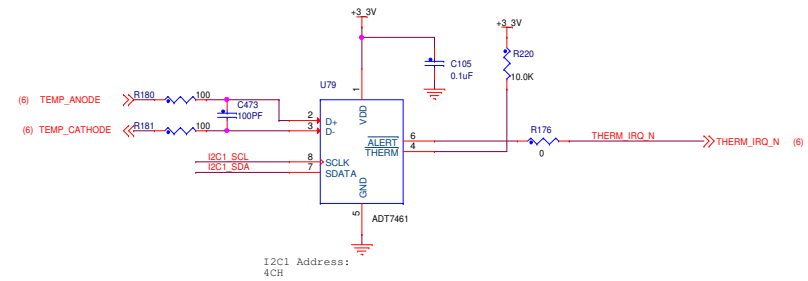 +3_3V
+3_3V
R220
C105
0.1uF
10.0K
U79
1
VDD
(6) TEMP_ANODE
R180
100
C473
100PF
2
D+
(6) TEMP_CATHODE
R181
100
3
D-
R176
THERM_IRQ_N
THERM_IRQ_N (6)
6
ALERT
4
THERM
0
I2C1_SCL
8
SCLK
I2C1_SDA
7
SDATA
GND
5
ADT7461
I2C1 Address:
4CH